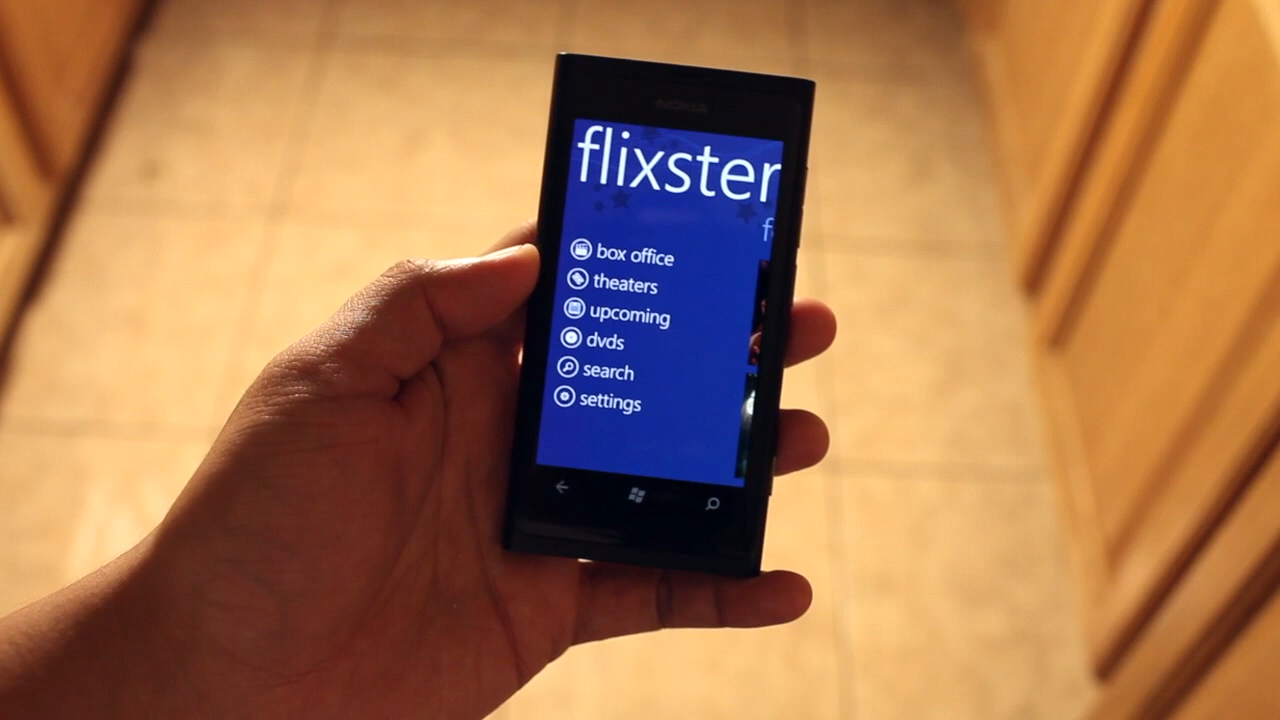 NOKIA
flixster
f
box office
theaters
upcoming
dvds
search
settings